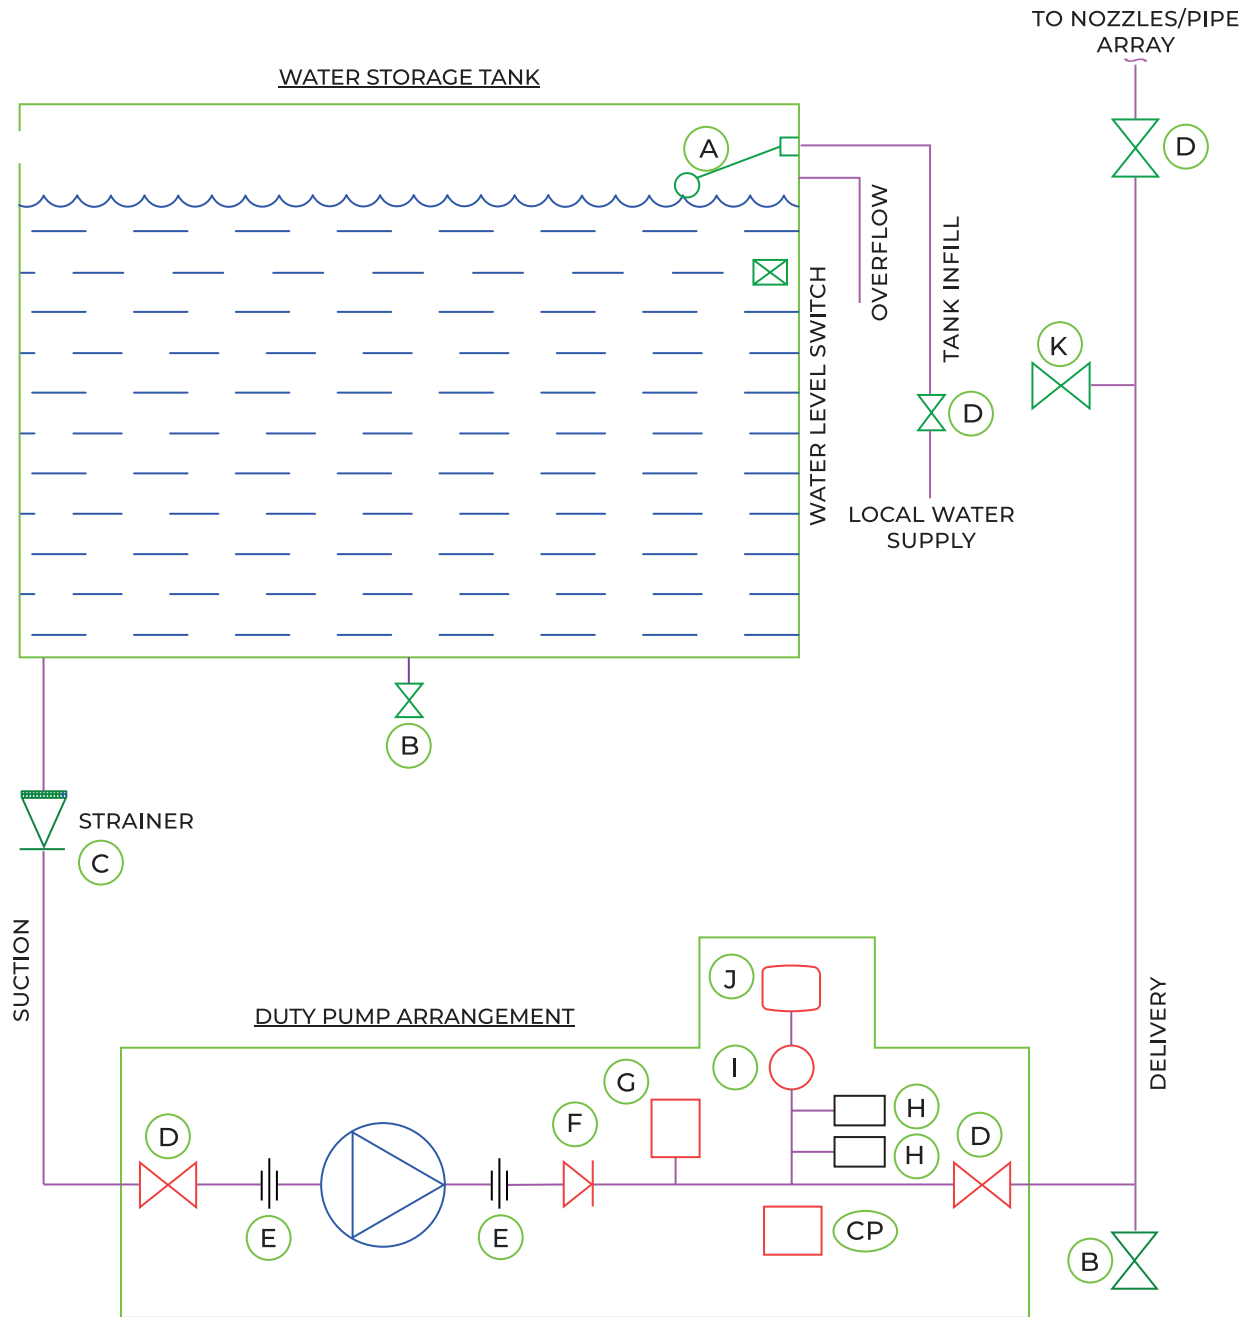 TO NOZZLES/PIPE
ARRAY
WATER STORAGE TANK
A
D
OVERFLOW
TANK INFILL
WATER LEVEL SWITCH
K
D
LOCAL WATER
SUPPLY
B
STRAINER
C
SUCTION
DELIVERY
DUTY PUMP ARRANGEMENT
J
I
G
H
F
D
D
H
E
E
CP
B